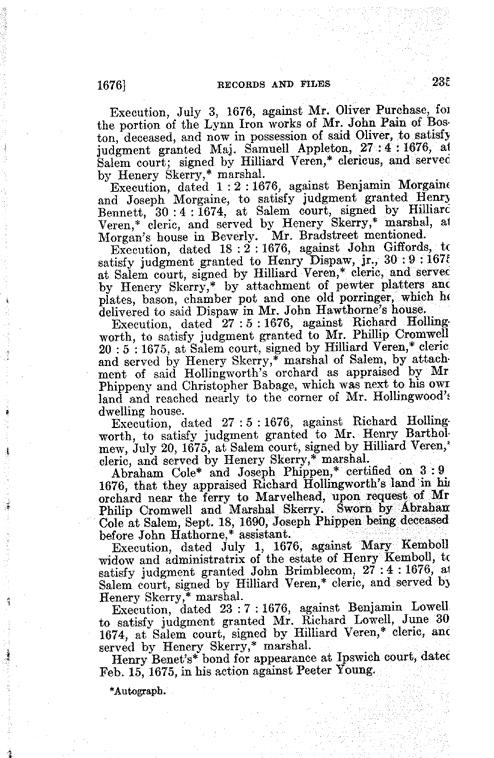 1676] RECORDS AND FILES 235
Execution, July 3, 1676, against Mr. Oliver Purchase, for
the portion of the Lynn Iron works of Mr. John Pain of Bos-
ton, deceased, and now in possession of said Oliver, to satisfy
judgment granted Maj. Samuell Appleton, 27 : 4 : 1676, at
Salem court; signed by Hilliard Veren,* clericus, and served
by Henery Skerry,* marshal.
Execution, dated 1 : 2 : 1676, against Benjamin Morgaine
and Joseph Morgaine, to satisfy judgment granted Henry
Bennett, 30 : 4 : 1674, at Salem court, signed by Hilliard
Veren,* cleric, and served by Henery Skerry,* marshal, at
Morgan's house in Beverly. Mr. Bradstreet mentioned.
Execution, dated 18 : 2 : 1676, against John Giffords, to
satisfy judgment granted to Henry Dispaw, jr., 30 : 9 : 1675
at Salem court, signed by Hilliard Veren,* cleric, and served
by Henery Skerry,* by attachment of pewter platters and
plates, bason, chamber pot and one old porringer, which he
delivered to said Dispaw in Mr. John Hawthorne's house.
Execution, dated 27 : 5 : 1676, against Richard Holling-
worth, to satisfy judgment granted to Mr. Phillip Cromwell
20 : 5 : 1675, at Salem court, signed by Hilliard Veren,* cleric
and served by Henery Skerry,* marshal of Salem, by attach-
ment of said Hollingworth's orchard as appraised by Mr
Phippeny and Christopher Babage, which was next to his own
land and reached nearly to the corner of Mr. Hollingwood's
dwelling house.
Execution, dated 27 : 5 : 1676, against Richard Holling-
worth, to satisfy judgment granted to Mr. Henry Barthol-
mew, July 20, 1675, at Salem court, signed by Hilliard Veren,*
cleric, and served by Henery Skerry,* marshal.
Abraham Cole* and Joseph Phippen,* certified on 3 : 9
1676, that they appraised Richard Hollingworth's land in his
orchard near the ferry to Marvelhead, upon request of Mr
Philip Cromwell and Marshal Skerry. Sworn by Abraham
Cole at Salem, Sept. 18, 1690, Joseph Phippen being deceased
before John Hathorne,* assistant.
Execution, dated July 1, 1676, against Mary Kemboll
widow and administratrix of the estate of Henry Kemboll, to
satisfy judgment granted John Brimblecom, 27 : 4 : 1676, at
Salem court, signed by Hilliard Veren,* cleric, and served by
Henery Skerry,* marshal.
Execution, dated 23 : 7 : 1676, against Benjamin Lowell
to satisfy judgment granted Mr. Richard Lowell, June 30
1674, at Salem court, signed by Hilliard Veren,* cleric, and
served by Henery Skerry,* marshal.
Henry Benet's* bond for appearance at Ipswich court, dated
Feb. 15, 1675, in his action against Peeter Young.
*Autograph.